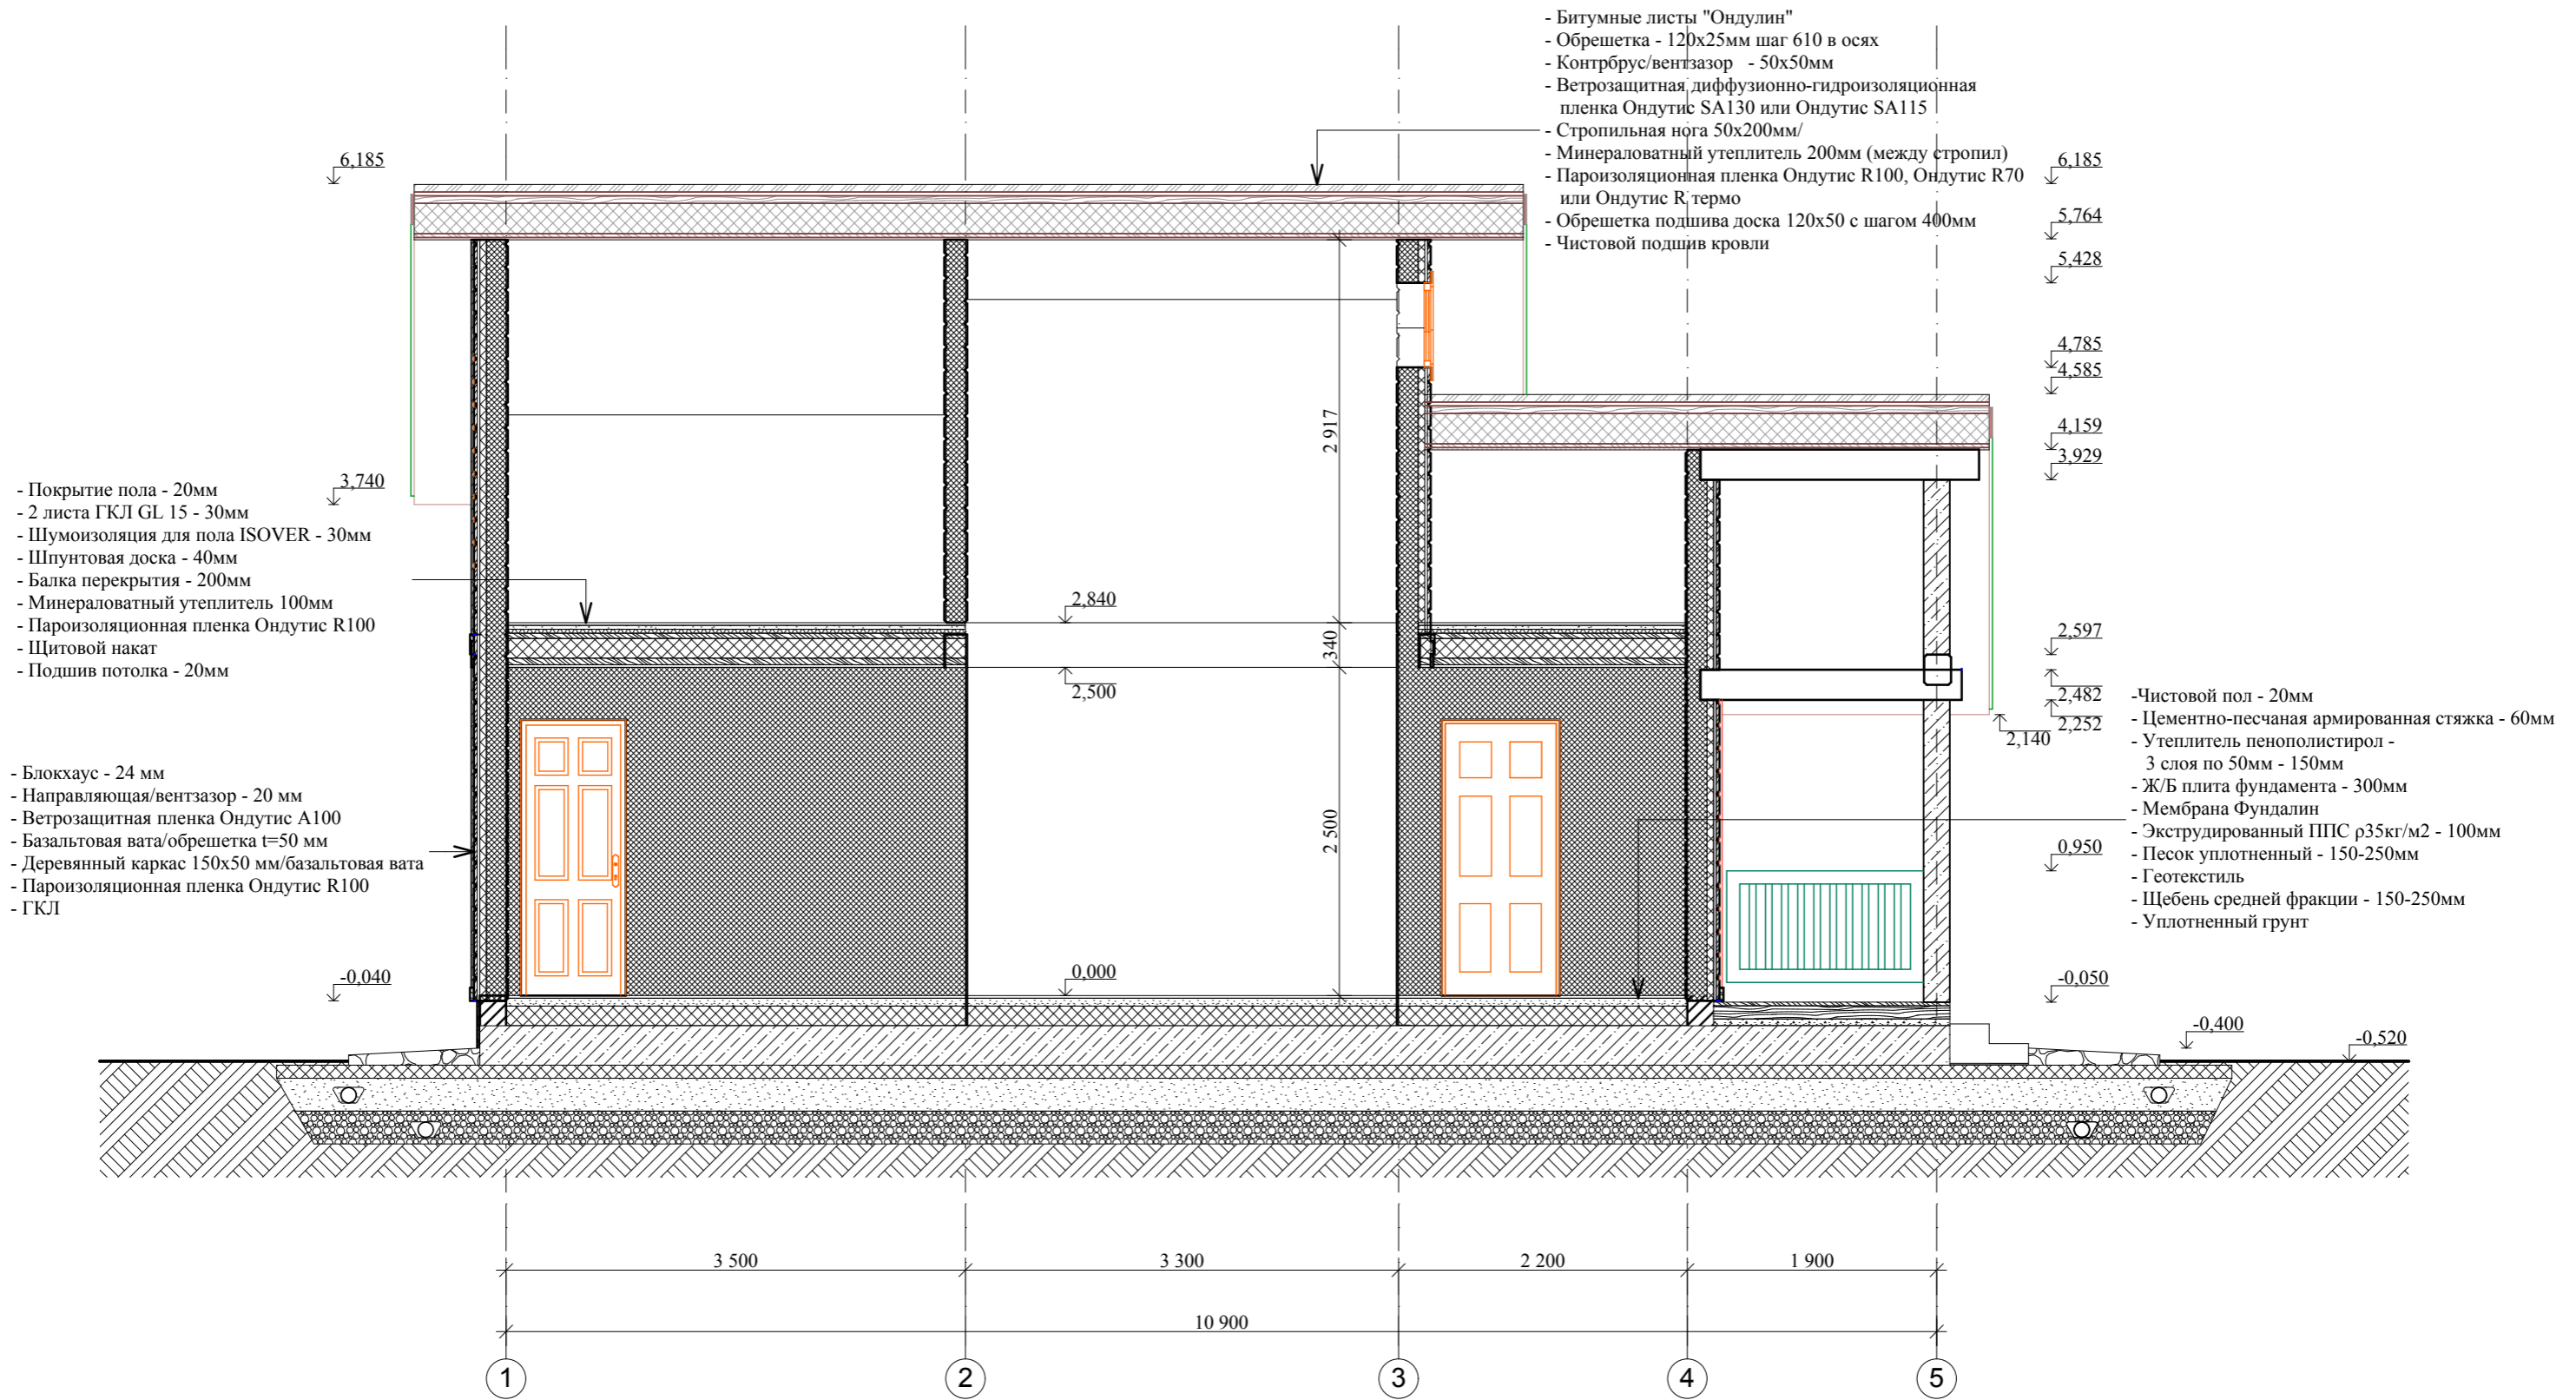 - Битумные листы "Ондулин"
- Обрешетка - 120х25мм шаг 610 в осях
- Контрбрус/вентзазор - 50х50мм
- Ветрозащитная диффузионно-гидроизоляционная
пленка Ондутис SA130 или Ондутис SA115
- Стропильная нога 50х200мм/
- Минераловатный утеплитель 200мм (между стропил)
- Пароизоляционная пленка Ондутис R100, Ондутис R70
или Ондутис R термо
- Обрешетка подшива доска 120х50 с шагом 400мм
- Чистовой подшив кровли
6,185
3,740
- Покрытие пола - 20мм
- 2 листа ГКЛ GL 15 - 30мм
- Шумоизоляция для пола ISOVER - 30мм
- Шпунтовая доска - 40мм
- Балка перекрытия - 200мм
- Минераловатный утеплитель 100мм
- Пароизоляционная пленка Ондутис R100
- Щитовой накат
- Подшив потолка - 20мм
- Блокхаус - 24 мм
- Направляющая/вентзазор - 20 мм
- Ветрозащитная пленка Ондутис А100
- Базальтовая вата/обрешетка t=50 мм
- Деревянный каркас 150х50 мм/базальтовая вата
- Пароизоляционная пленка Ондутис R100
- ГКЛ
-0,040
2,840
2,500
0,000
2 917
340
2 500
6,185
5,764
5,428
4,785
4,585
4,159
3,929
2,597
2,482
2,252
2,140
0,950
-0,050
-0,400
-0,520
-Чистовой пол - 20мм
- Цементно-песчаная армированная стяжка - 60мм
- Утеплитель пенополистирол -
3 слоя по 50мм - 150мм
- Ж/Б плита фундамента - 300мм
- Мембрана Фундалин
- Экструдированный ППС ρ35кг/м2 - 100мм
- Песок уплотненный - 150-250мм
- Геотекстиль
- Щебень средней фракции - 150-250мм
- Уплотненный грунт
3 500
3 300
2 200
1 900
10 900
1
2
3
4
5